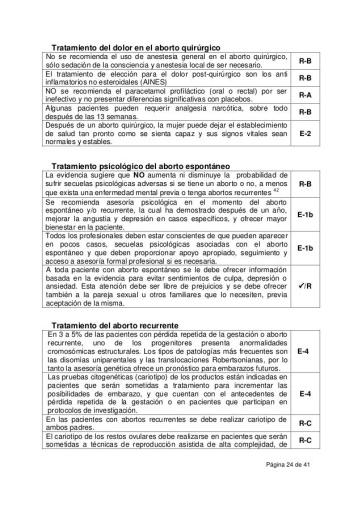 Tratamiento del dolor en el aborto quirúrgico
No se recomienda el uso de anestesia general en el aborto quirúrgico,
sólo sedación de la consciencia y anestesia local de ser necesario.
R-B
El tratamiento de elección para el dolor post-quirúrgico son los anti
inflamatorios no esteroidales (AINES)
R-B
NO se recomienda el paracetamol profiláctico (oral o rectal) por ser
inefectivo y no presentar diferencias significativas con placebos.
R-A
Algunas pacientes pueden requerir analgesia narcótica, sobre todo
después de las 13 semanas.
R-B
Después de un aborto quirúrgico, la mujer puede dejar el establecimiento
de salud tan pronto como se sienta capaz y sus signos vitales sean
normales y estables.
E-2
Tratamiento psicológico del aborto espontáneo
La evidencia sugiere que NO aumenta ni disminuye la probabilidad de
sufrir secuelas psicológicas adversas si se tiene un aborto o no, a menos
que exista una enfermedad mental previa o tenga abortos recurrentes 42
R-B
Se recomienda asesoría psicológica en el momento del aborto
espontáneo y/o recurrente, la cual ha demostrado después de un año,
mejorar la angustia y depresión en casos específicos, y ofrecer mayor
bienestar en la paciente.
E-1b
Todos los profesionales deben estar conscientes de que pueden aparecer
en pocos casos, secuelas psicológicas asociadas con el aborto
espontáneo y que deben proporcionar apoyo apropiado, seguimiento y
acceso a asesoría formal profesional si es necesaria.
E-1b
A toda paciente con aborto espontáneo se le debe ofrecer información
basada en la evidencia para evitar sentimientos de culpa, depresión o
ansiedad. Esta atención debe ser libre de prejuicios y se debe ofrecer
también a la pareja sexual u otros familiares que lo necesiten, previa
aceptación de la misma.
✓/R
Tratamiento del aborto recurrente
En 3 a 5% de las pacientes con pérdida repetida de la gestación o aborto
recurrente, uno de los progenitores presenta anormalidades
cromosómicas estructurales. Los tipos de patologías más frecuentes son
las disomías uniparentales y las translocaciones Robertsonianas, por lo
tanto la asesoría genética ofrece un pronóstico para embarazos futuros.
E-4
Las pruebas citogenéticas (cariotipo) de los productos están indicadas en
pacientes que serán sometidas a tratamiento para incrementar las
posibilidades de embarazo, y que cuentan con el antecedentes de
pérdida repetida de la gestación o en pacientes que participan en
protocolos de investigación.
E-4
En las pacientes con abortos recurrentes se debe realizar cariotipo de
ambos padres.
R-C
El cariotipo de los restos ovulares debe realizarse en pacientes que serán
sometidas a técnicas de reproducción asistida de alta complejidad, de
R-C
Página 24 de 41